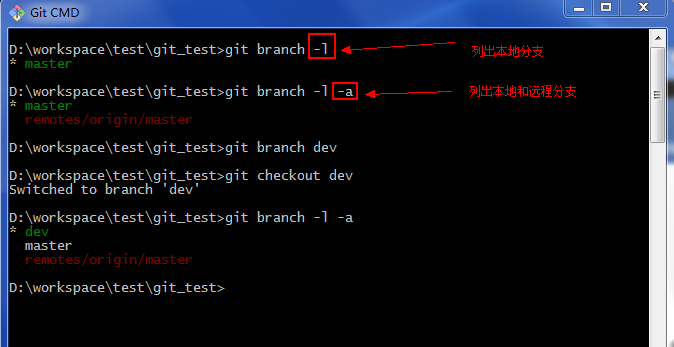 Git CMD
D:\workspace\test\git_test>git branch -l
列出本地分支
* master
D:\workspace\test\git_test>git branch -l -a
列出本地和远程分支
* master
remotes/origin/master
D:\workspace\test\git_test>git branch dev
D:\workspace\test\git_test>git checkout dev
Switched to branch 'dev'
D:\workspace\test\git_test>git branch -l -a
* dev
master
remotes/origin/master
D:\workspace\test\git_test>